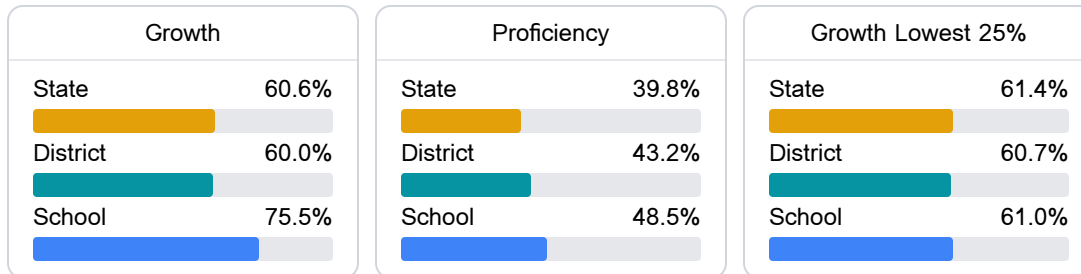 Growth
State 60.6%
District 60.0%
School 75.5%
Proficiency
State 39.8%
District 43.2%
School 48.5%
Growth Lowest 25%
State 61.4%
District 60.7%
School 61.0%